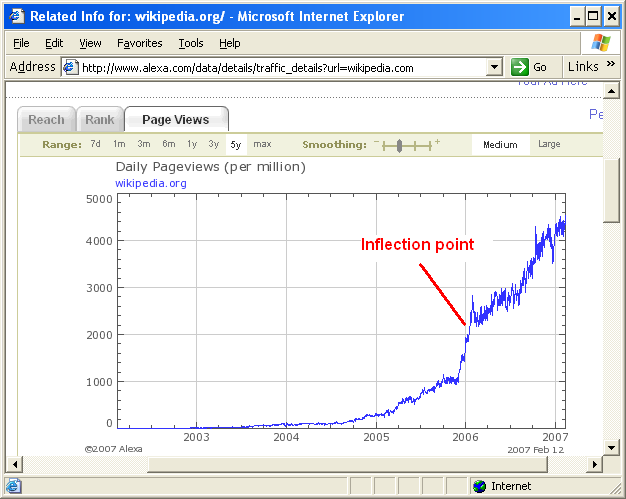 Related Info for: wikipedia.org/ - Microsoft Internet Explorer
File Edit View Favorites Tools Help
Address http://www.alexa.com/data/details/traffic_details?url=wikipedia.com Go Links »
Your Ad Here
Reach Rank Page Views Pe
Range: 7d 1m 3m 6m 1y 3y 5y max Smoothing: − + Medium Large
Daily Pageviews (per million)
wikipedia.org
5000
4000
Inflection point
3000
2000
1000
0
2003 2004 2005 2006 2007
©2007 Alexa 2007 Feb 12
Internet